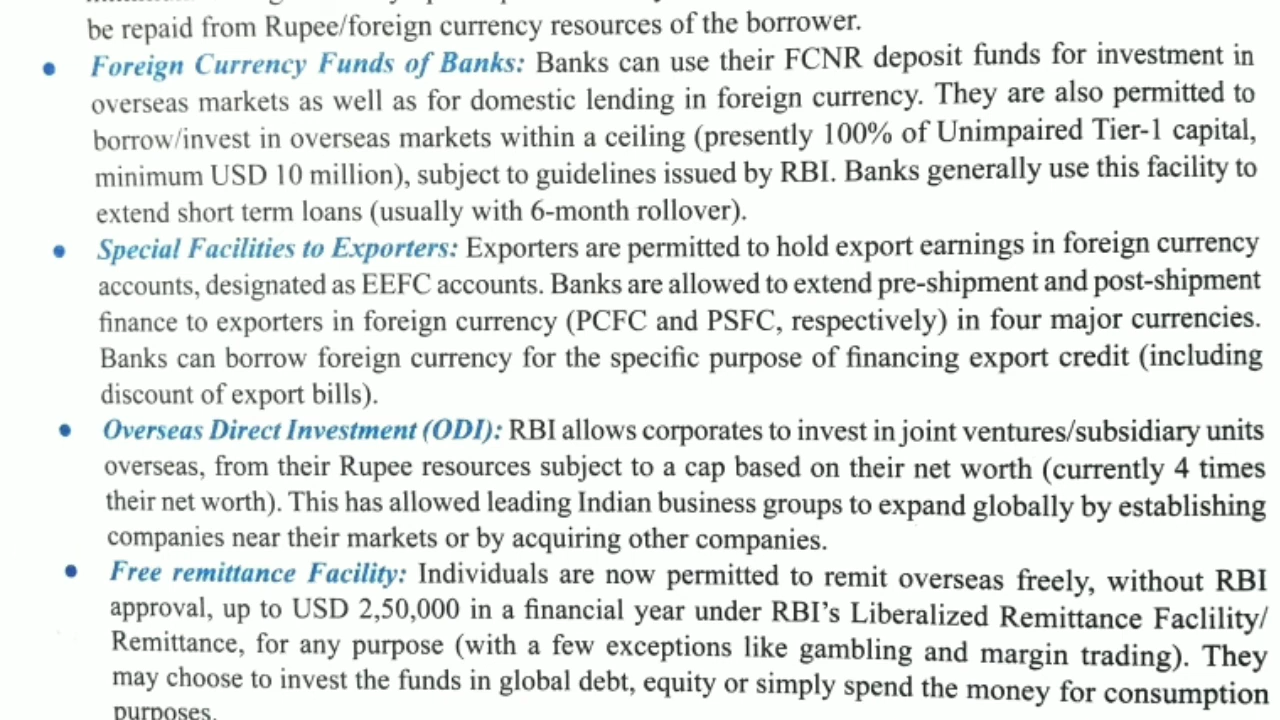 be repaid from Rupee/foreign currency resources of the borrower.
• Foreign Currency Funds of Banks: Banks can use their FCNR deposit funds for investment in
overseas markets as well as for domestic lending in foreign currency. They are also permitted to
borrow/invest in overseas markets within a ceiling (presently 100% of Unimpaired Tier-1 capital,
minimum USD 10 million), subject to guidelines issued by RBI. Banks generally use this facility to
extend short term loans (usually with 6-month rollover).
• Special Facilities to Exporters: Exporters are permitted to hold export earnings in foreign currency
accounts, designated as EEFC accounts. Banks are allowed to extend pre-shipment and post-shipment
finance to exporters in foreign currency (PCFC and PSFC, respectively) in four major currencies.
Banks can borrow foreign currency for the specific purpose of financing export credit (including
discount of export bills).
• Overseas Direct Investment (ODI): RBI allows corporates to invest in joint ventures/subsidiary units
overseas, from their Rupee resources subject to a cap based on their net worth (currently 4 times
their net worth). This has allowed leading Indian business groups to expand globally by establishing
companies near their markets or by acquiring other companies.
• Free remittance Facility: Individuals are now permitted to remit overseas freely, without RBI
approval, up to USD 2,50,000 in a financial year under RBI's Liberalized Remittance Faclility/
Remittance, for any purpose (with a few exceptions like gambling and margin trading). They
may choose to invest the funds in global debt, equity or simply spend the money for consumption
purposes.